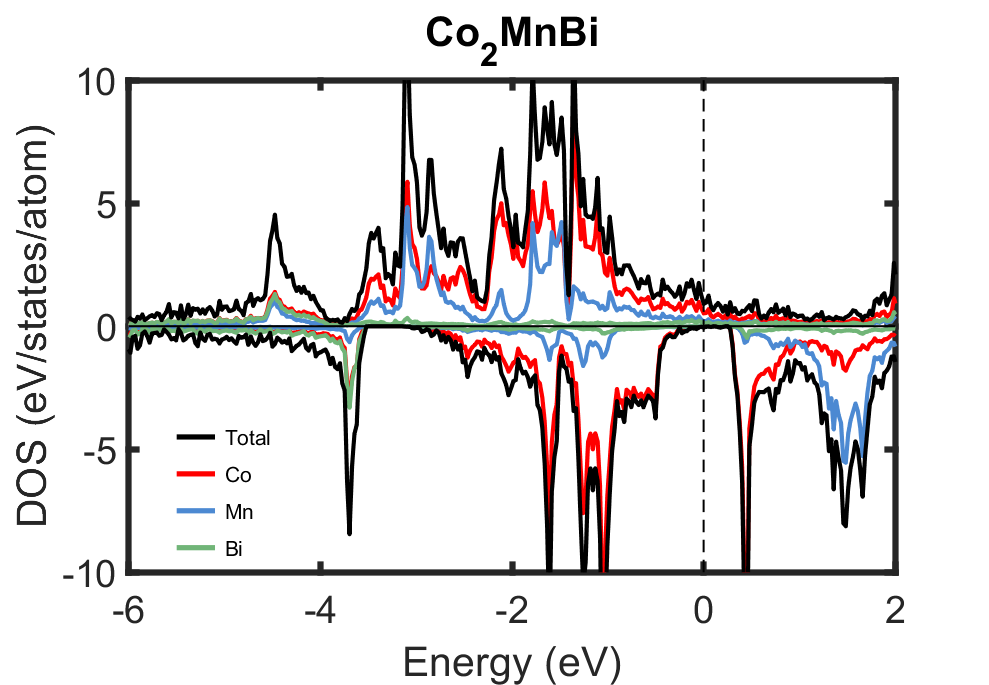 Co2MnBi
10
5
0
-5
-10
DOS (eV/states/atom)
Total
Co
Mn
Bi
-6
-4
-2
0
2
Energy (eV)